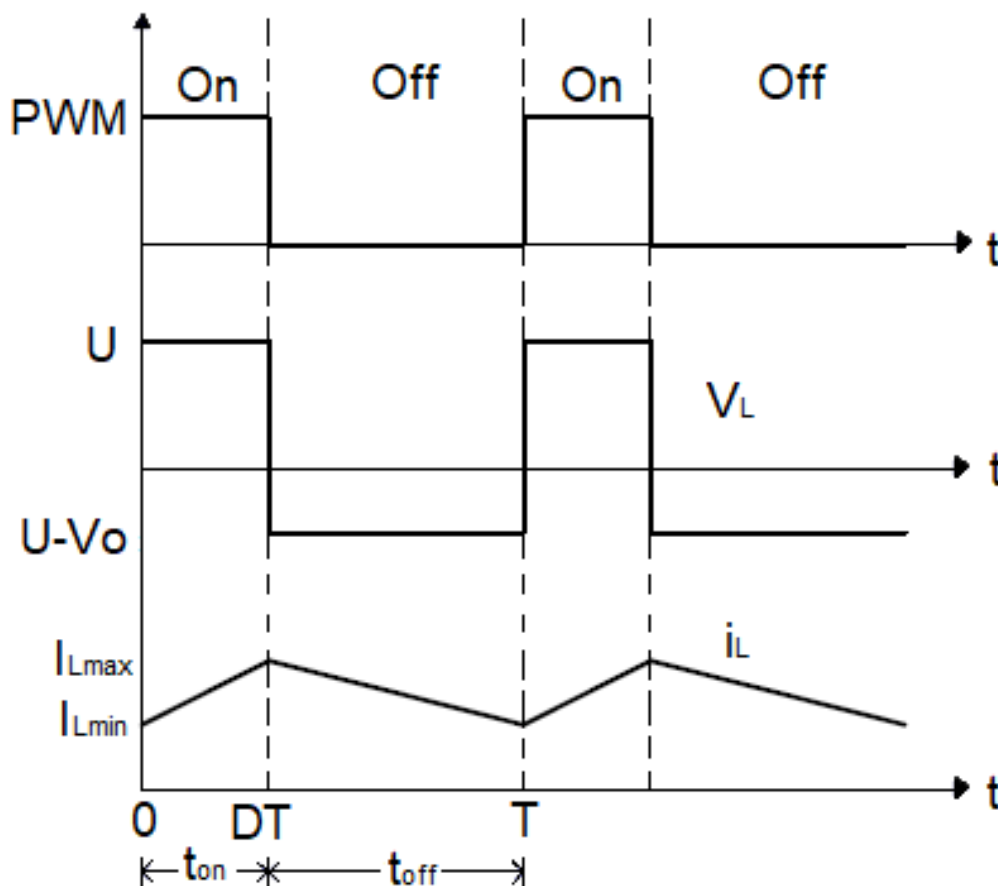 On Off On Off
PWM
t
U
VL
t
U-Vo
ILmax
iL
ILmin
t
0 DT T
ton toff